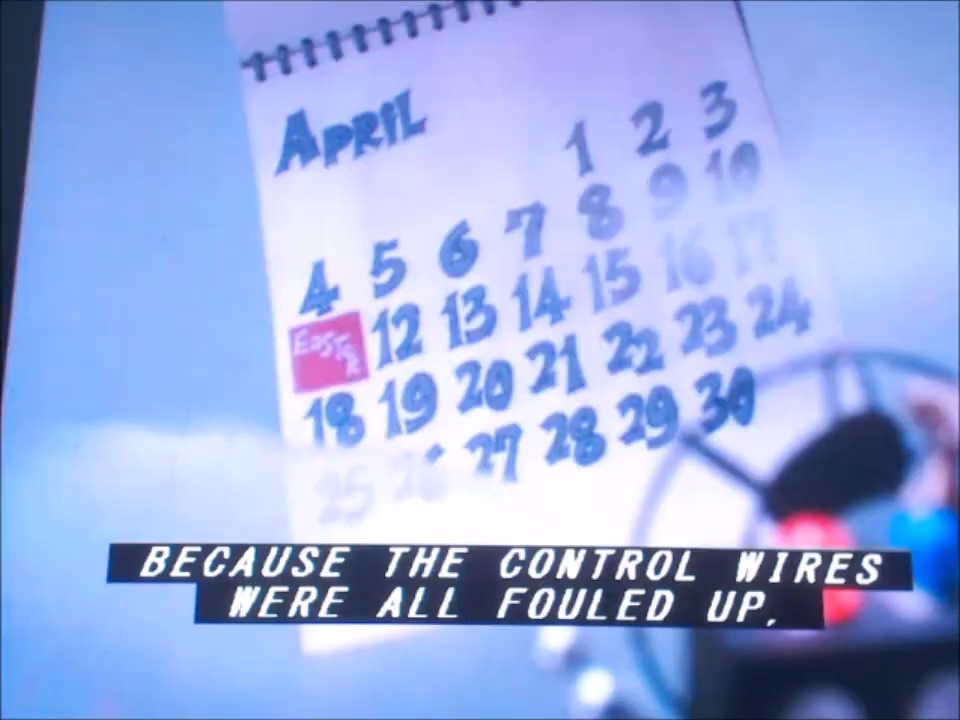 APRIL
1 2 3
4 5 6 7 8 9 10
EASTER 12 13 14 15 16 17
18 19 20 21 22 23 24
25 26 27 28 29 30
BECAUSE THE CONTROL WIRES
WERE ALL FOULED UP.